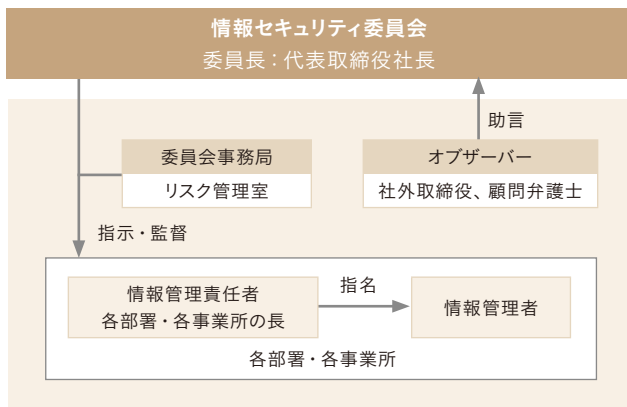 情報セキュリティ委員会
委員長：代表取締役社長
助言
委員会事務局
リスク管理室
オブザーバー
社外取締役、顧問弁護士
指示・監督
情報管理責任者
各部署・各事業所の長
指名
情報管理者
各部署・各事業所